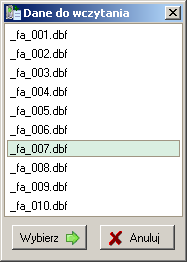 Dane do wczytania
_fa_001.dbf
_fa_002.dbf
_fa_003.dbf
_fa_004.dbf
_fa_005.dbf
_fa_006.dbf
_fa_007.dbf
_fa_008.dbf
_fa_009.dbf
_fa_010.dbf
Wybierz
Anuluj